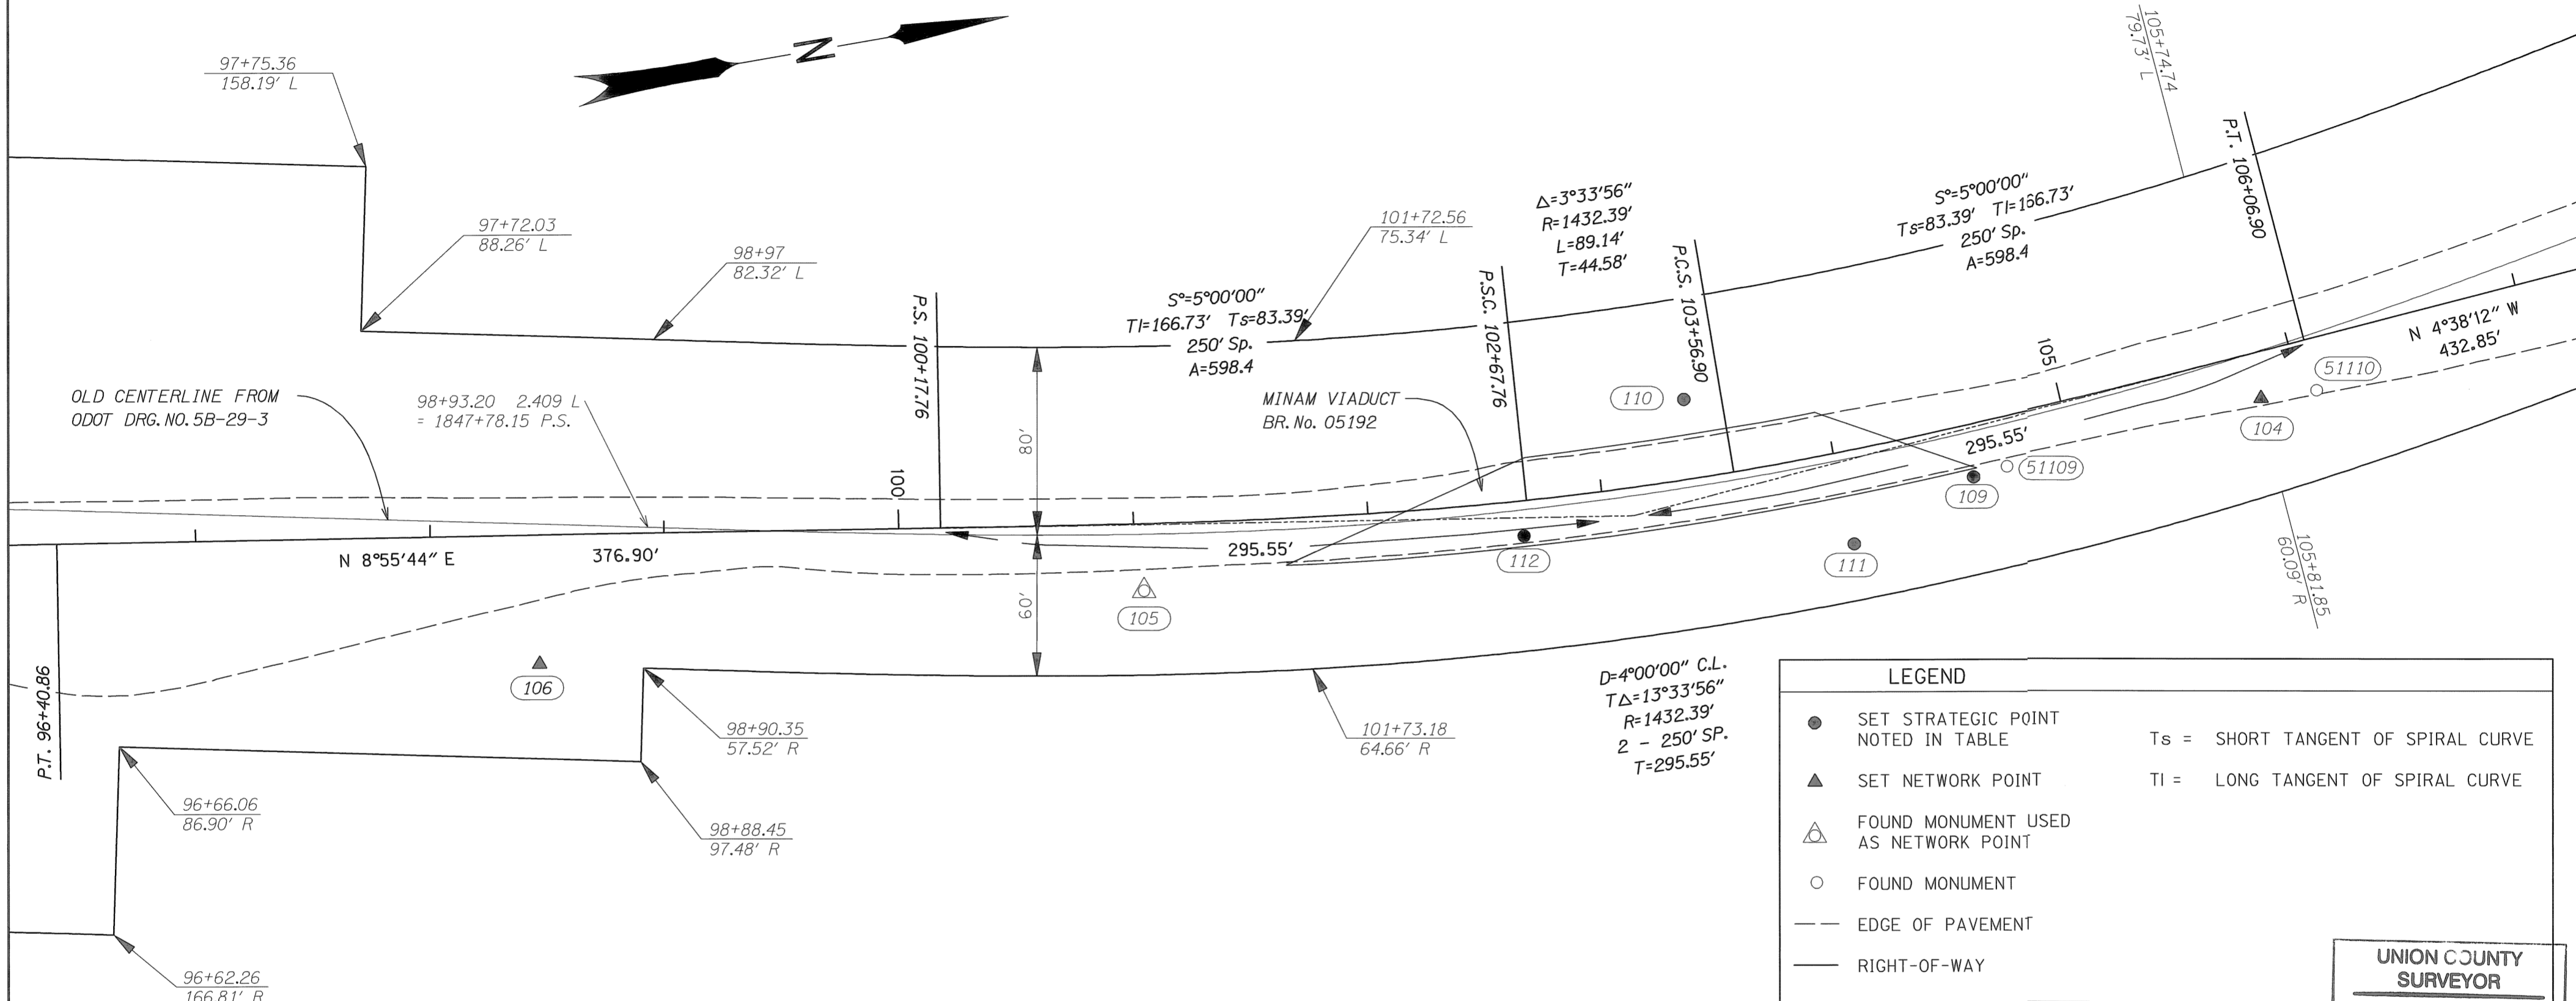 N
97+75.36
158.19' L
97+72.03
88.26' L
98+97
82.32' L
OLD CENTERLINE FROM
ODOT DRG.NO.5B-29-3
98+93.20 2.409 L
= 1847+78.15 P.S.
100
P.S. 100+17.76
S°=5°00'00"
Tl=166.73' Ts=83.39'
250' Sp.
A=598.4
101+72.56
75.34' L
MINAM VIADUCT
BR. No. 05192
P.S.C. 102+67.76
Δ=3°33'56"
R=1432.39'
L=89.14'
T=44.58'
P.C.S. 103+56.90
110
S°=5°00'00"
Ts=83.39' Tl=166.73'
250' Sp.
A=598.4
105+74.74
79.73' L
P.T. 106+06.90
105
N 4°38'12" W
432.85'
51110
104
295.55'
51109
109
80'
N 8°55'44" E
376.90'
295.55'
112
111
105
60'
P.T. 96+40.86
106
105+81.85
60.09' R
98+90.35
57.52' R
101+73.18
64.66' R
D=4°00'00" C.L.
TΔ=13°33'56"
R=1432.39'
2 - 250' SP.
T=295.55'
96+66.06
86.90' R
98+88.45
97.48' R
96+62.26
166.81' R
LEGEND
SET STRATEGIC POINT
NOTED IN TABLE
Ts = SHORT TANGENT OF SPIRAL CURVE
SET NETWORK POINT
Tl = LONG TANGENT OF SPIRAL CURVE
FOUND MONUMENT USED
AS NETWORK POINT
FOUND MONUMENT
EDGE OF PAVEMENT
RIGHT-OF-WAY
UNION COUNTY
SURVEYOR